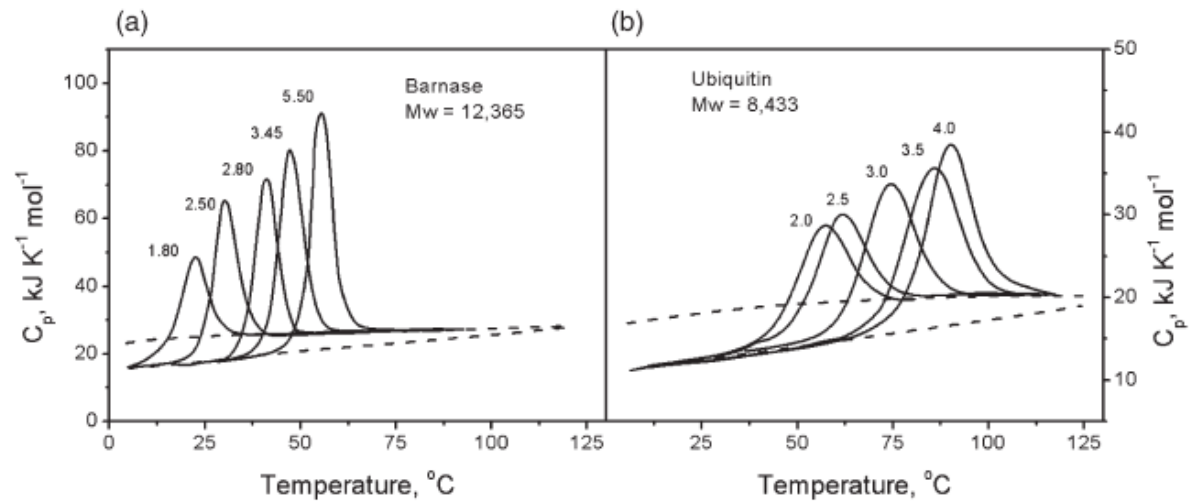 (a)
(b)
Barnase
Mw = 12,365
5.50
3.45
2.80
2.50
1.80
100
80
60
40
20
0
C_p, kJ K⁻¹ mol⁻¹
0 25 50 75 100 125
Temperature, °C
Ubiquitin
Mw = 8,433
4.0
3.5
3.0
2.5
2.0
50
40
30
20
10
C_p, kJ K⁻¹ mol⁻¹
25 50 75 100 125
Temperature, °C